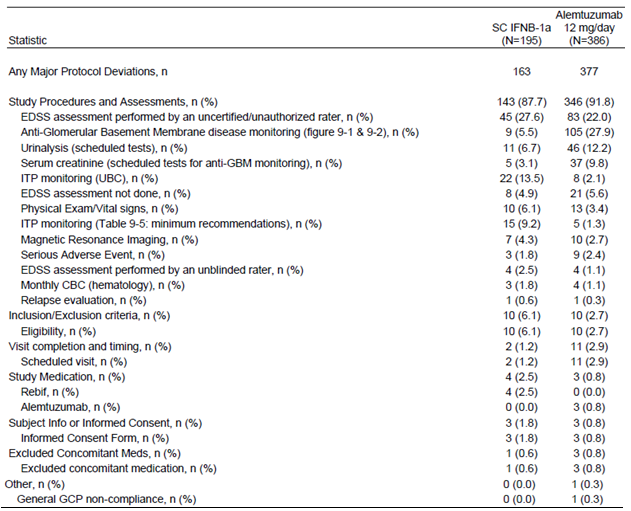 Statistic SC IFNB-1a (N=195) Alemtuzumab 12 mg/day (N=386)
Any Major Protocol Deviations, n 163 377
Study Procedures and Assessments, n (%) 143 (87.7) 346 (91.8)
EDSS assessment performed by an uncertified/unauthorized rater, n (%) 45 (27.6) 83 (22.0)
Anti-Glomerular Basement Membrane disease monitoring (figure 9-1 & 9-2), n (%) 9 (5.5) 105 (27.9)
Urinalysis (scheduled tests), n (%) 11 (6.7) 46 (12.2)
Serum creatinine (scheduled tests for anti-GBM monitoring), n (%) 5 (3.1) 37 (9.8)
ITP monitoring (UBC), n (%) 22 (13.5) 8 (2.1)
EDSS assessment not done, n (%) 8 (4.9) 21 (5.6)
Physical Exam/Vital signs, n (%) 10 (6.1) 13 (3.4)
ITP monitoring (Table 9-5: minimum recommendations), n (%) 15 (9.2) 5 (1.3)
Magnetic Resonance Imaging, n (%) 7 (4.3) 10 (2.7)
Serious Adverse Event, n (%) 3 (1.8) 9 (2.4)
EDSS assessment performed by an unblinded rater, n (%) 4 (2.5) 4 (1.1)
Monthly CBC (hematology), n (%) 3 (1.8) 4 (1.1)
Relapse evaluation, n (%) 1 (0.6) 1 (0.3)
Inclusion/Exclusion criteria, n (%) 10 (6.1) 10 (2.7)
Eligibility, n (%) 10 (6.1) 10 (2.7)
Visit completion and timing, n (%) 2 (1.2) 11 (2.9)
Scheduled visit, n (%) 2 (1.2) 11 (2.9)
Study Medication, n (%) 4 (2.5) 3 (0.8)
Rebif, n (%) 4 (2.5) 0 (0.0)
Alemtuzumab, n (%) 0 (0.0) 3 (0.8)
Subject Info or Informed Consent, n (%) 3 (1.8) 3 (0.8)
Informed Consent Form, n (%) 3 (1.8) 3 (0.8)
Excluded Concomitant Meds, n (%) 1 (0.6) 3 (0.8)
Excluded concomitant medication, n (%) 1 (0.6) 3 (0.8)
Other, n (%) 0 (0.0) 1 (0.3)
General GCP non-compliance, n (%) 0 (0.0) 1 (0.3)